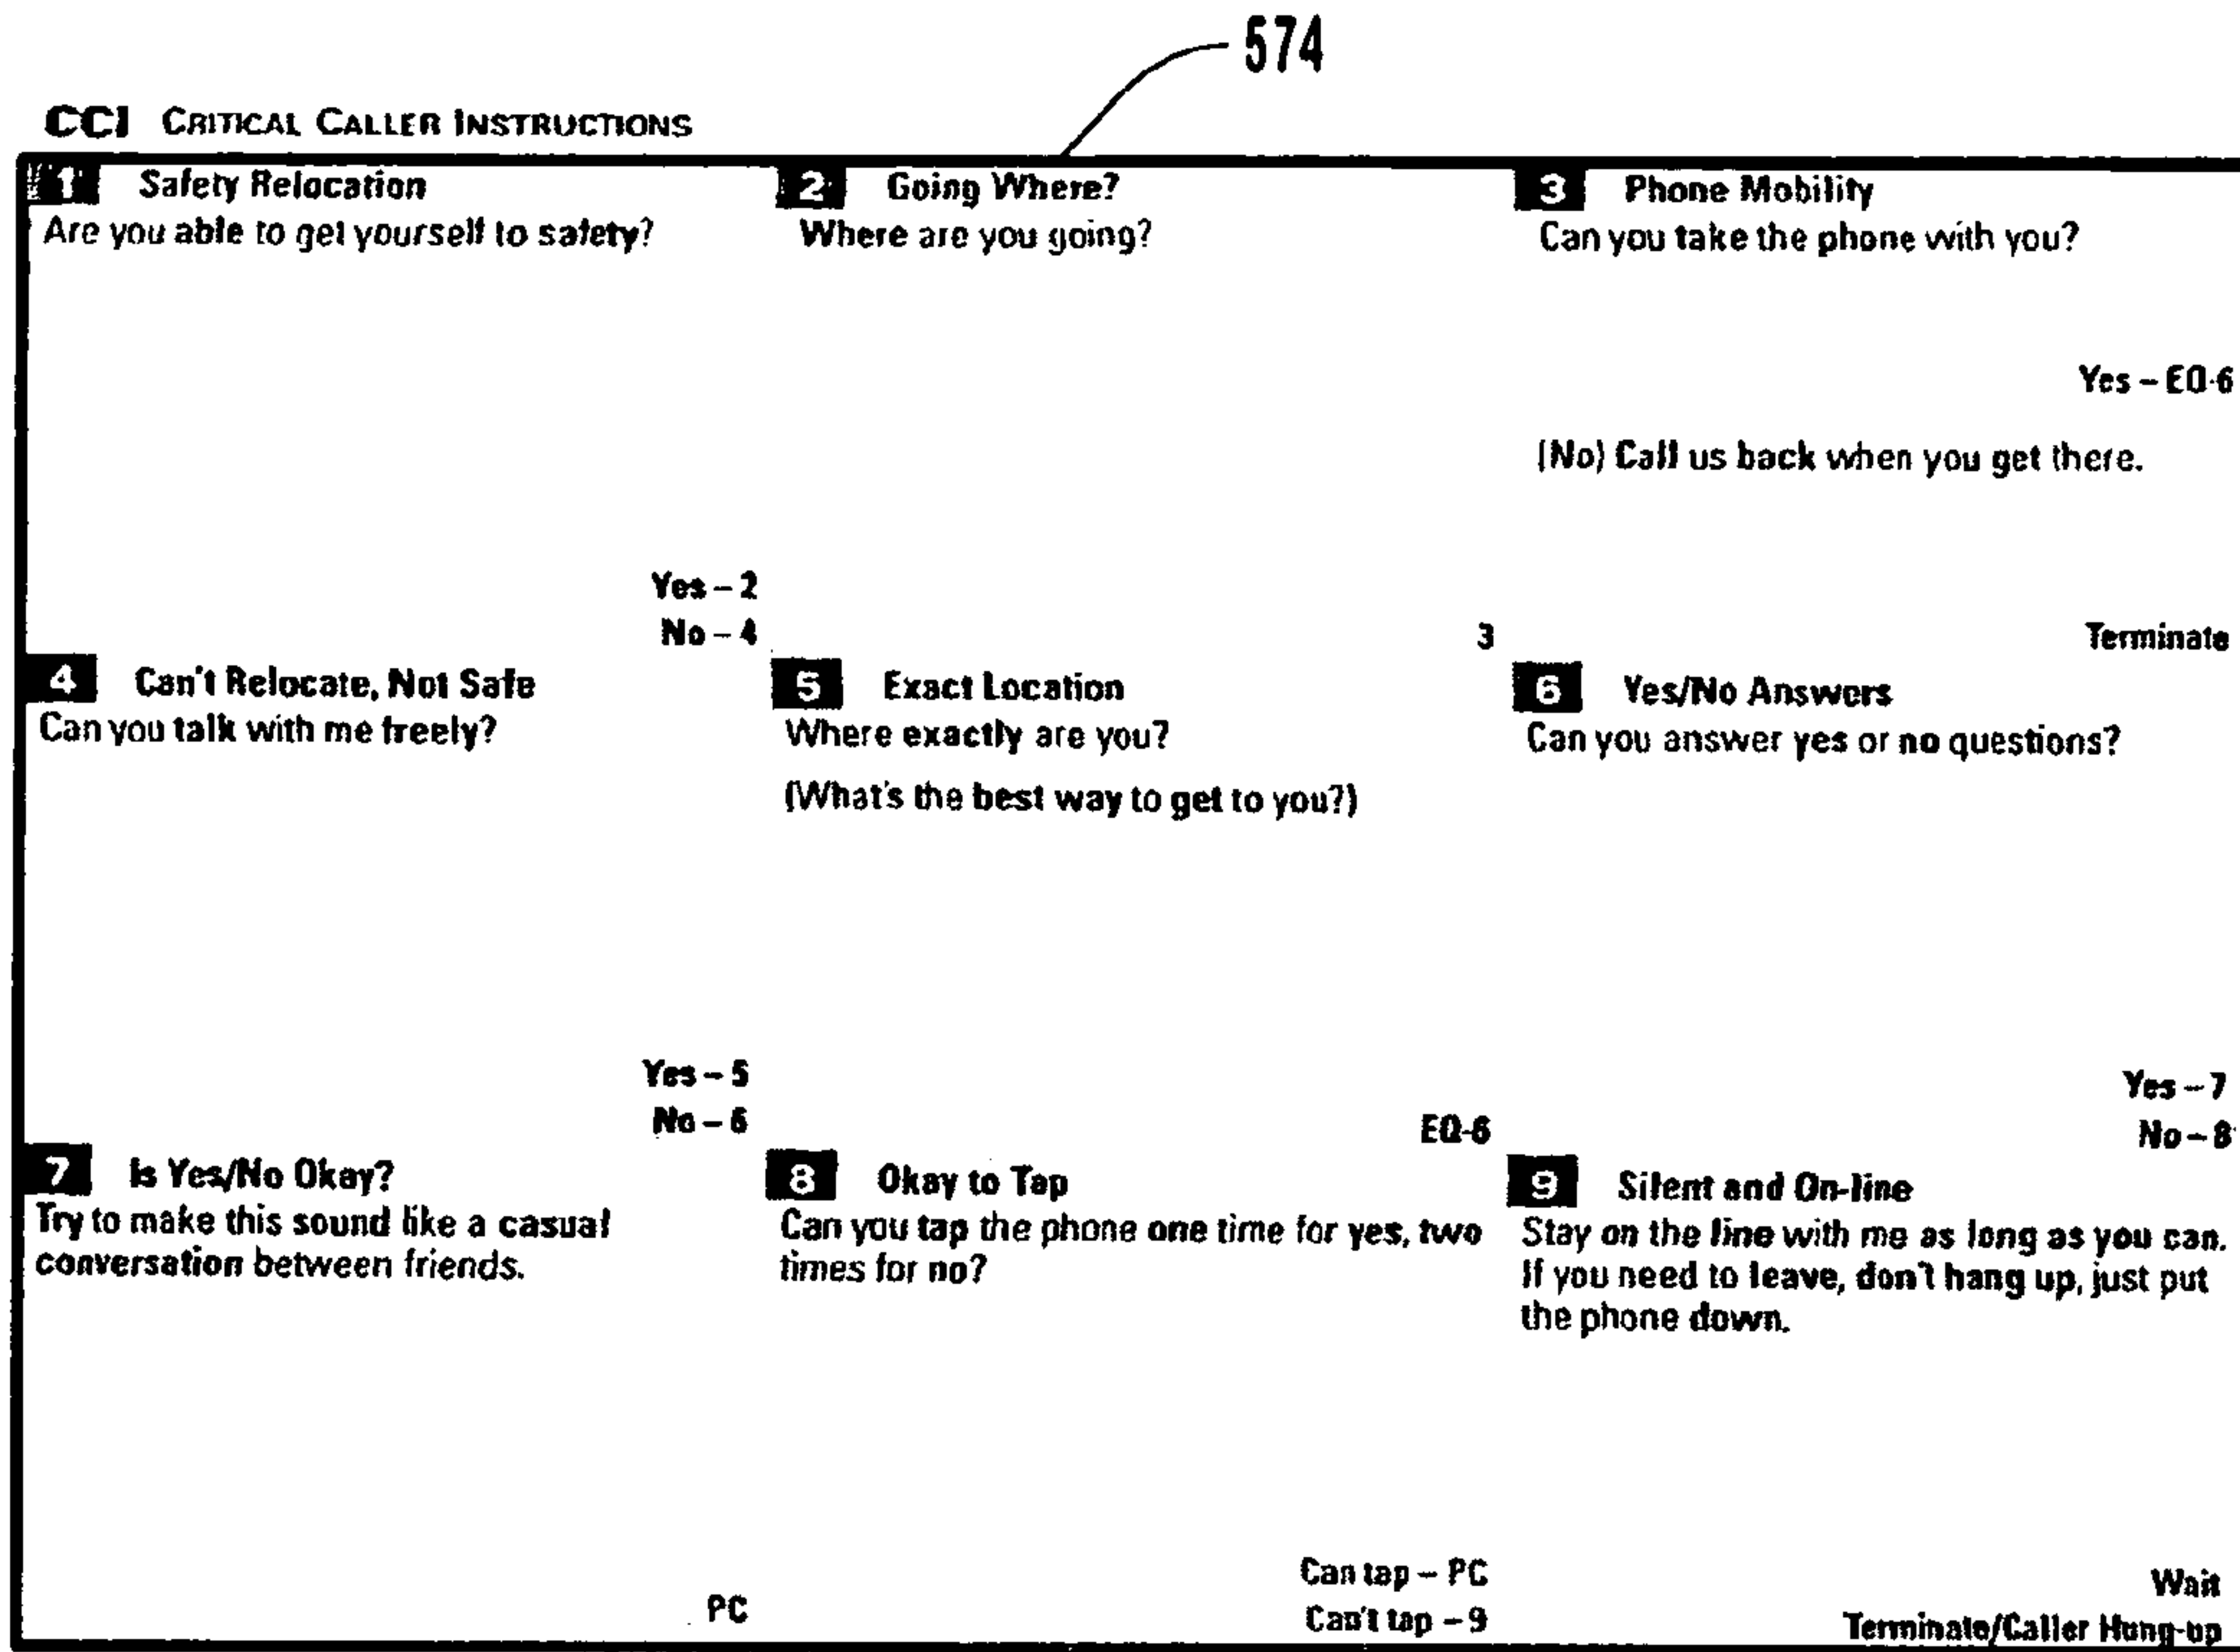 574
CCI CRITICAL CALLER INSTRUCTIONS
1 Safety Relocation
Are you able to get yourself to safety?
Yes – 2
No – 4
2 Going Where?
Where are you going?
3
3 Phone Mobility
Can you take the phone with you?
Yes – EQ-6
(No) Call us back when you get there.
Terminate
4 Can't Relocate, Not Safe
Can you talk with me freely?
Yes – 5
No – 6
5 Exact Location
Where exactly are you?
(What's the best way to get to you?)
EQ-6
6 Yes/No Answers
Can you answer yes or no questions?
Yes – 7
No – 8
7 Is Yes/No Okay?
Try to make this sound like a casual
conversation between friends.
PC
8 Okay to Tap
Can you tap the phone one time for yes, two
times for no?
Can tap – PC
Can't tap – 9
9 Silent and On-line
Stay on the line with me as long as you can.
If you need to leave, don't hang up, just put
the phone down.
Wait
Terminate/Caller Hung-up